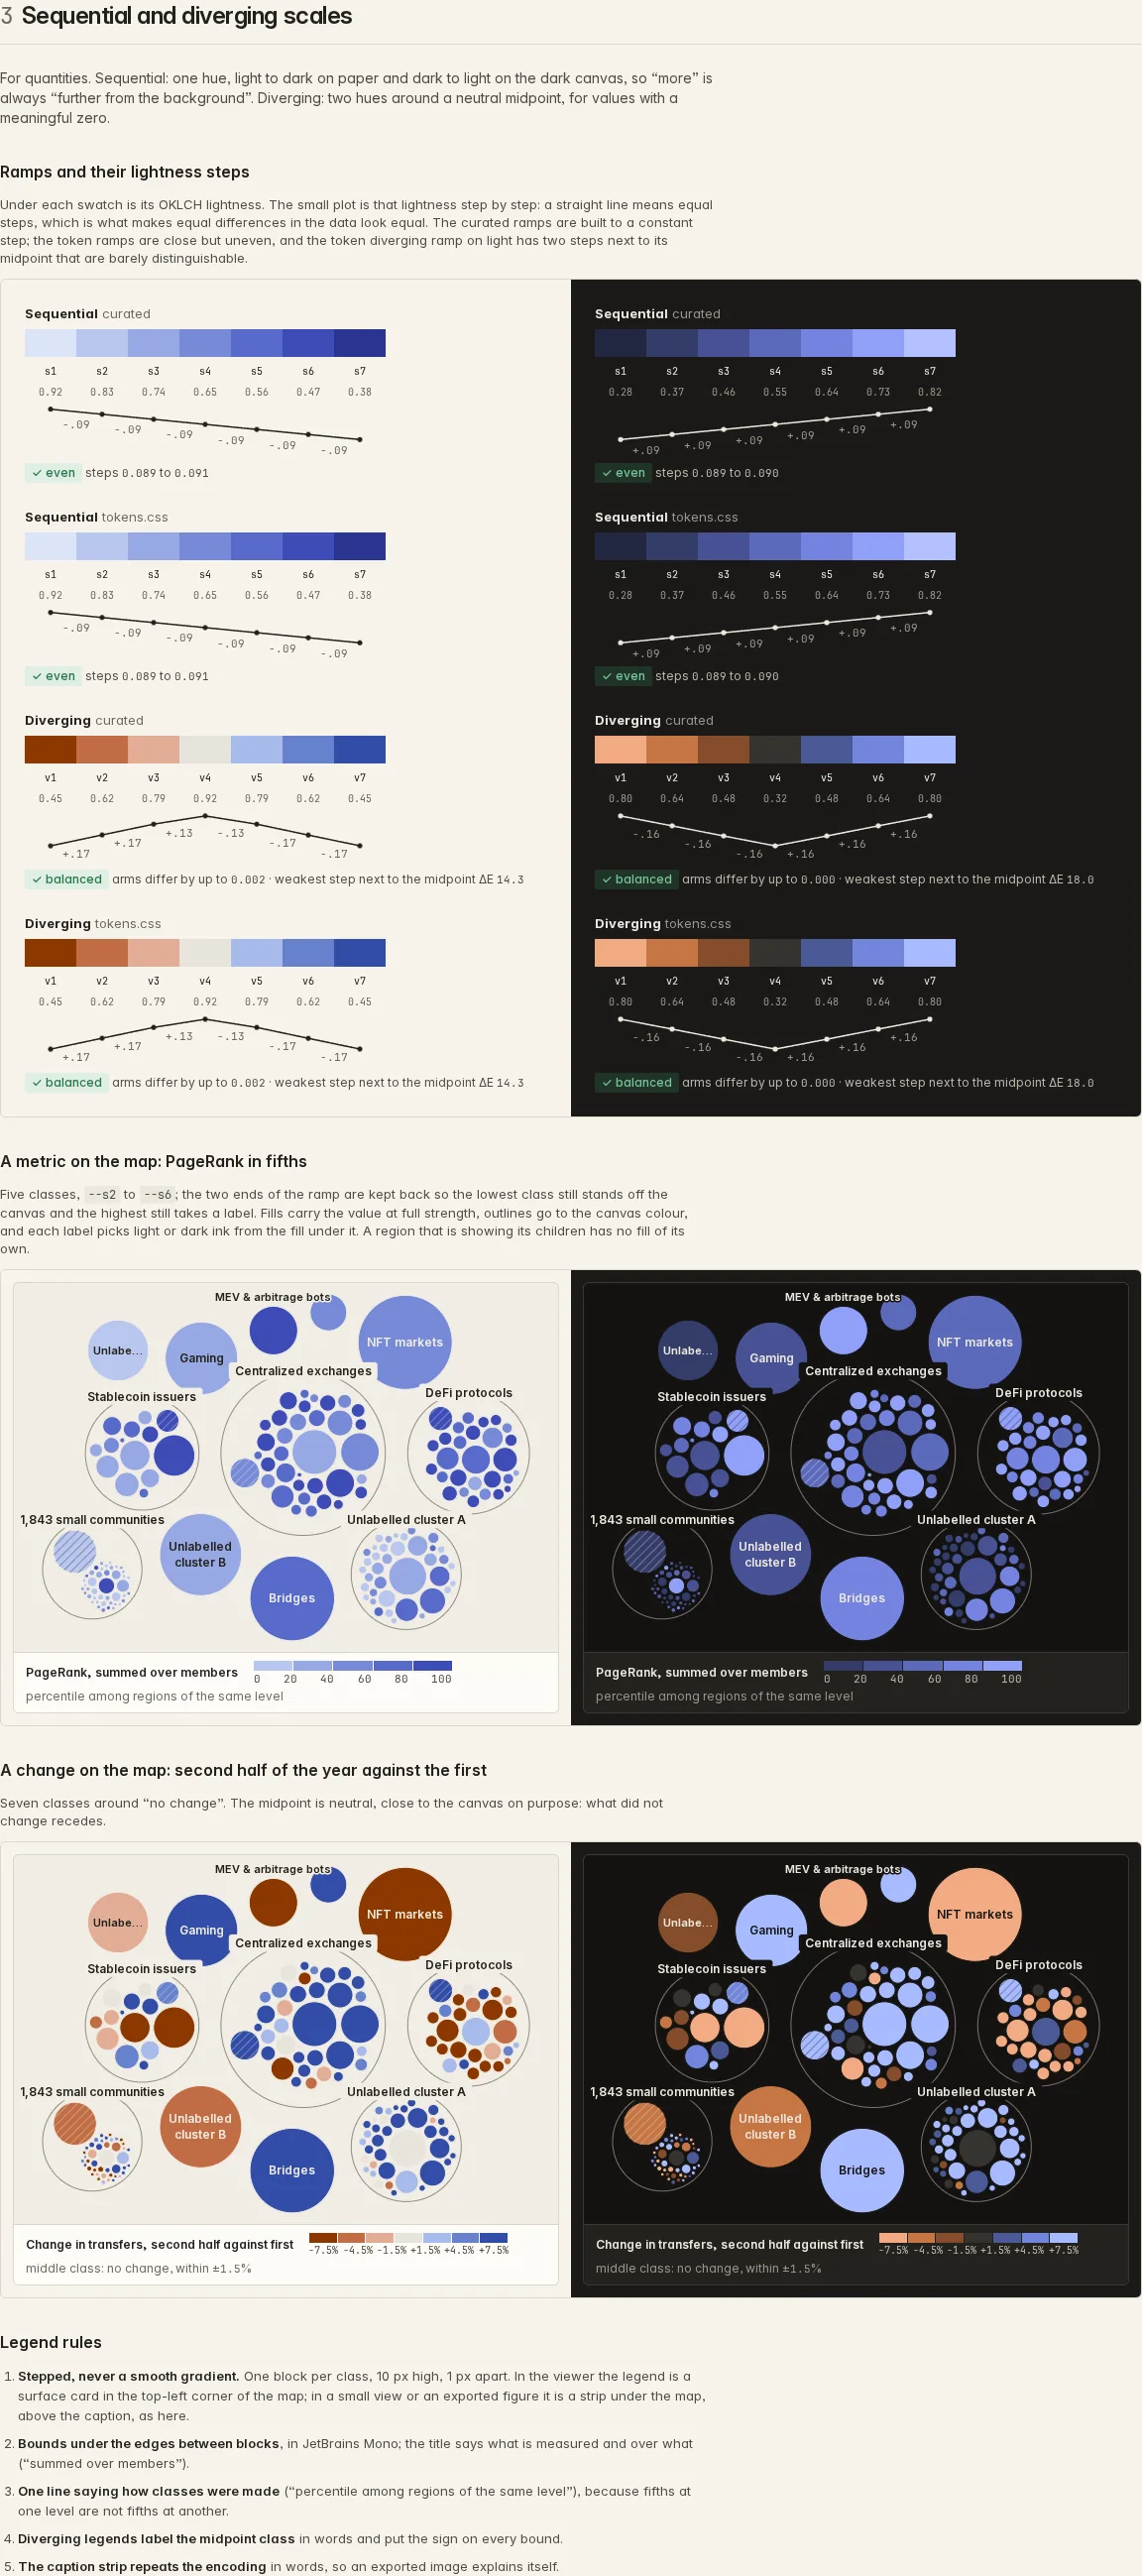 3 Sequential and diverging scales
For quantities. Sequential: one hue, light to dark on paper and dark to light on the dark canvas, so “more” is
always “further from the background”. Diverging: two hues around a neutral midpoint, for values with a
meaningful zero.
Ramps and their lightness steps
Under each swatch is its OKLCH lightness. The small plot is that lightness step by step: a straight line means equal
steps, which is what makes equal differences in the data look equal. The curated ramps are built to a constant
step; the token ramps are close but uneven, and the token diverging ramp on light has two steps next to its
midpoint that are barely distinguishable.
Sequential curated
s1 s2 s3 s4 s5 s6 s7
0.92 0.83 0.74 0.65 0.56 0.47 0.38
-.09 -.09 -.09 -.09 -.09 -.09
✓ even steps 0.089 to 0.091
Sequential tokens.css
s1 s2 s3 s4 s5 s6 s7
0.92 0.83 0.74 0.65 0.56 0.47 0.38
-.09 -.09 -.09 -.09 -.09 -.09
✓ even steps 0.089 to 0.091
Diverging curated
v1 v2 v3 v4 v5 v6 v7
0.45 0.62 0.79 0.92 0.79 0.62 0.45
+.17 +.17 +.13 -.13 -.17 -.17
✓ balanced arms differ by up to 0.002 · weakest step next to the midpoint ΔE 14.3
Diverging tokens.css
v1 v2 v3 v4 v5 v6 v7
0.45 0.62 0.79 0.92 0.79 0.62 0.45
+.17 +.17 +.13 -.13 -.17 -.17
✓ balanced arms differ by up to 0.002 · weakest step next to the midpoint ΔE 14.3
Sequential curated
s1 s2 s3 s4 s5 s6 s7
0.28 0.37 0.46 0.55 0.64 0.73 0.82
+.09 +.09 +.09 +.09 +.09 +.09
✓ even steps 0.089 to 0.090
Sequential tokens.css
s1 s2 s3 s4 s5 s6 s7
0.28 0.37 0.46 0.55 0.64 0.73 0.82
+.09 +.09 +.09 +.09 +.09 +.09
✓ even steps 0.089 to 0.090
Diverging curated
v1 v2 v3 v4 v5 v6 v7
0.80 0.64 0.48 0.32 0.48 0.64 0.80
-.16 -.16 -.16 +.16 +.16 +.16
✓ balanced arms differ by up to 0.000 · weakest step next to the midpoint ΔE 18.0
Diverging tokens.css
v1 v2 v3 v4 v5 v6 v7
0.80 0.64 0.48 0.32 0.48 0.64 0.80
-.16 -.16 -.16 +.16 +.16 +.16
✓ balanced arms differ by up to 0.000 · weakest step next to the midpoint ΔE 18.0
A metric on the map: PageRank in fifths
Five classes, --s2 to --s6; the two ends of the ramp are kept back so the lowest class still stands off the
canvas and the highest still takes a label. Fills carry the value at full strength, outlines go to the canvas colour,
and each label picks light or dark ink from the fill under it. A region that is showing its children has no fill of its
own.
MEV & arbitrage bots
NFT markets
Unlabe…
Gaming
Centralized exchanges
Stablecoin issuers
DeFi protocols
1,843 small communities
Unlabelled cluster A
Unlabelled
cluster B
Bridges
PageRank, summed over members
0 20 40 60 80 100
percentile among regions of the same level
MEV & arbitrage bots
NFT markets
Unlabe…
Gaming
Centralized exchanges
Stablecoin issuers
DeFi protocols
1,843 small communities
Unlabelled cluster A
Unlabelled
cluster B
Bridges
PageRank, summed over members
0 20 40 60 80 100
percentile among regions of the same level
A change on the map: second half of the year against the first
Seven classes around “no change”. The midpoint is neutral, close to the canvas on purpose: what did not
change recedes.
MEV & arbitrage bots
NFT markets
Unlabe…
Gaming
Centralized exchanges
Stablecoin issuers
DeFi protocols
1,843 small communities
Unlabelled cluster A
Unlabelled
cluster B
Bridges
Change in transfers, second half against first
-7.5% -4.5% -1.5% +1.5% +4.5% +7.5%
middle class: no change, within ±1.5%
MEV & arbitrage bots
NFT markets
Unlabe…
Gaming
Centralized exchanges
Stablecoin issuers
DeFi protocols
1,843 small communities
Unlabelled cluster A
Unlabelled
cluster B
Bridges
Change in transfers, second half against first
-7.5% -4.5% -1.5% +1.5% +4.5% +7.5%
middle class: no change, within ±1.5%
Legend rules
1. Stepped, never a smooth gradient. One block per class, 10 px high, 1 px apart. In the viewer the legend is a
surface card in the top-left corner of the map; in a small view or an exported figure it is a strip under the map,
above the caption, as here.
2. Bounds under the edges between blocks, in JetBrains Mono; the title says what is measured and over what
(“summed over members”).
3. One line saying how classes were made (“percentile among regions of the same level”), because fifths at
one level are not fifths at another.
4. Diverging legends label the midpoint class in words and put the sign on every bound.
5. The caption strip repeats the encoding in words, so an exported image explains itself.